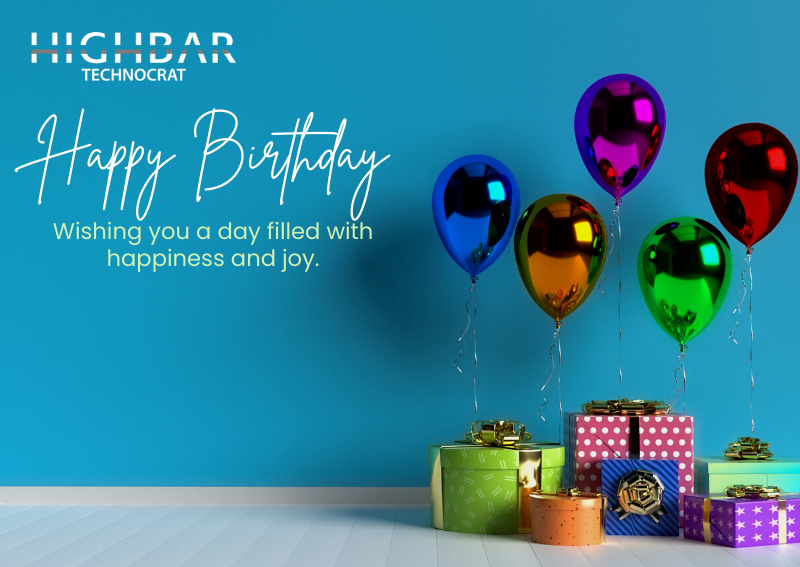 HIGHBAR
TECHNOCRAT
Happy Birthday
Wishing you a day filled with
happiness and joy.